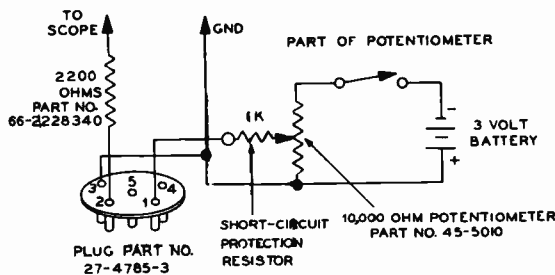 TO
SCOPE
GND
PART OF POTENTIOMETER
2200
OHMS
PART NO.
66-2228340
1K
-
3 VOLT
BATTERY
+
3
5
4
2
1
SHORT-CIRCUIT
PROTECTION
RESISTOR
10,000 OHM POTENTIOMETER
PART NO. 45-5010
PLUG PART NO.
27-4785-3